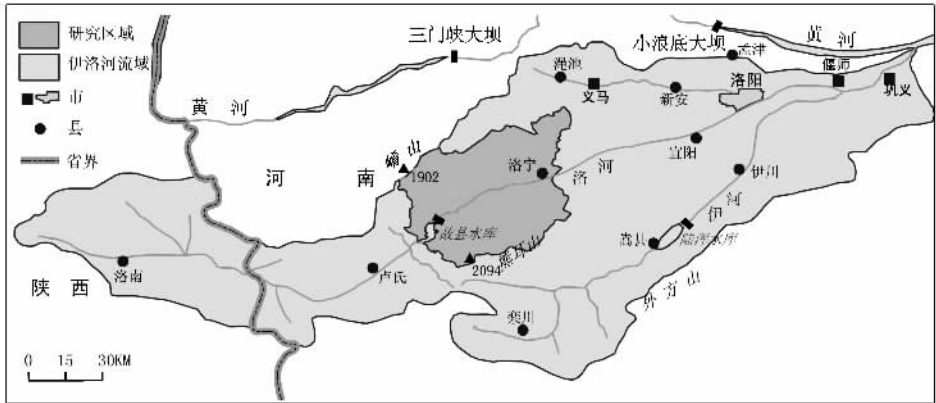 研究区域
伊洛河流域
市
县
省界
三门峡大坝
小浪底大坝
黄河
孟津
渑池
义马
新安
洛阳
偃师
巩义
黄河
河南
崤山
1902
洛宁
洛河
宜阳
伊川
伊河
故县水库
熊耳山
2094
嵩县
陆浑水库
外方山
陕西
洛南
卢氏
栾川
0 15 30KM